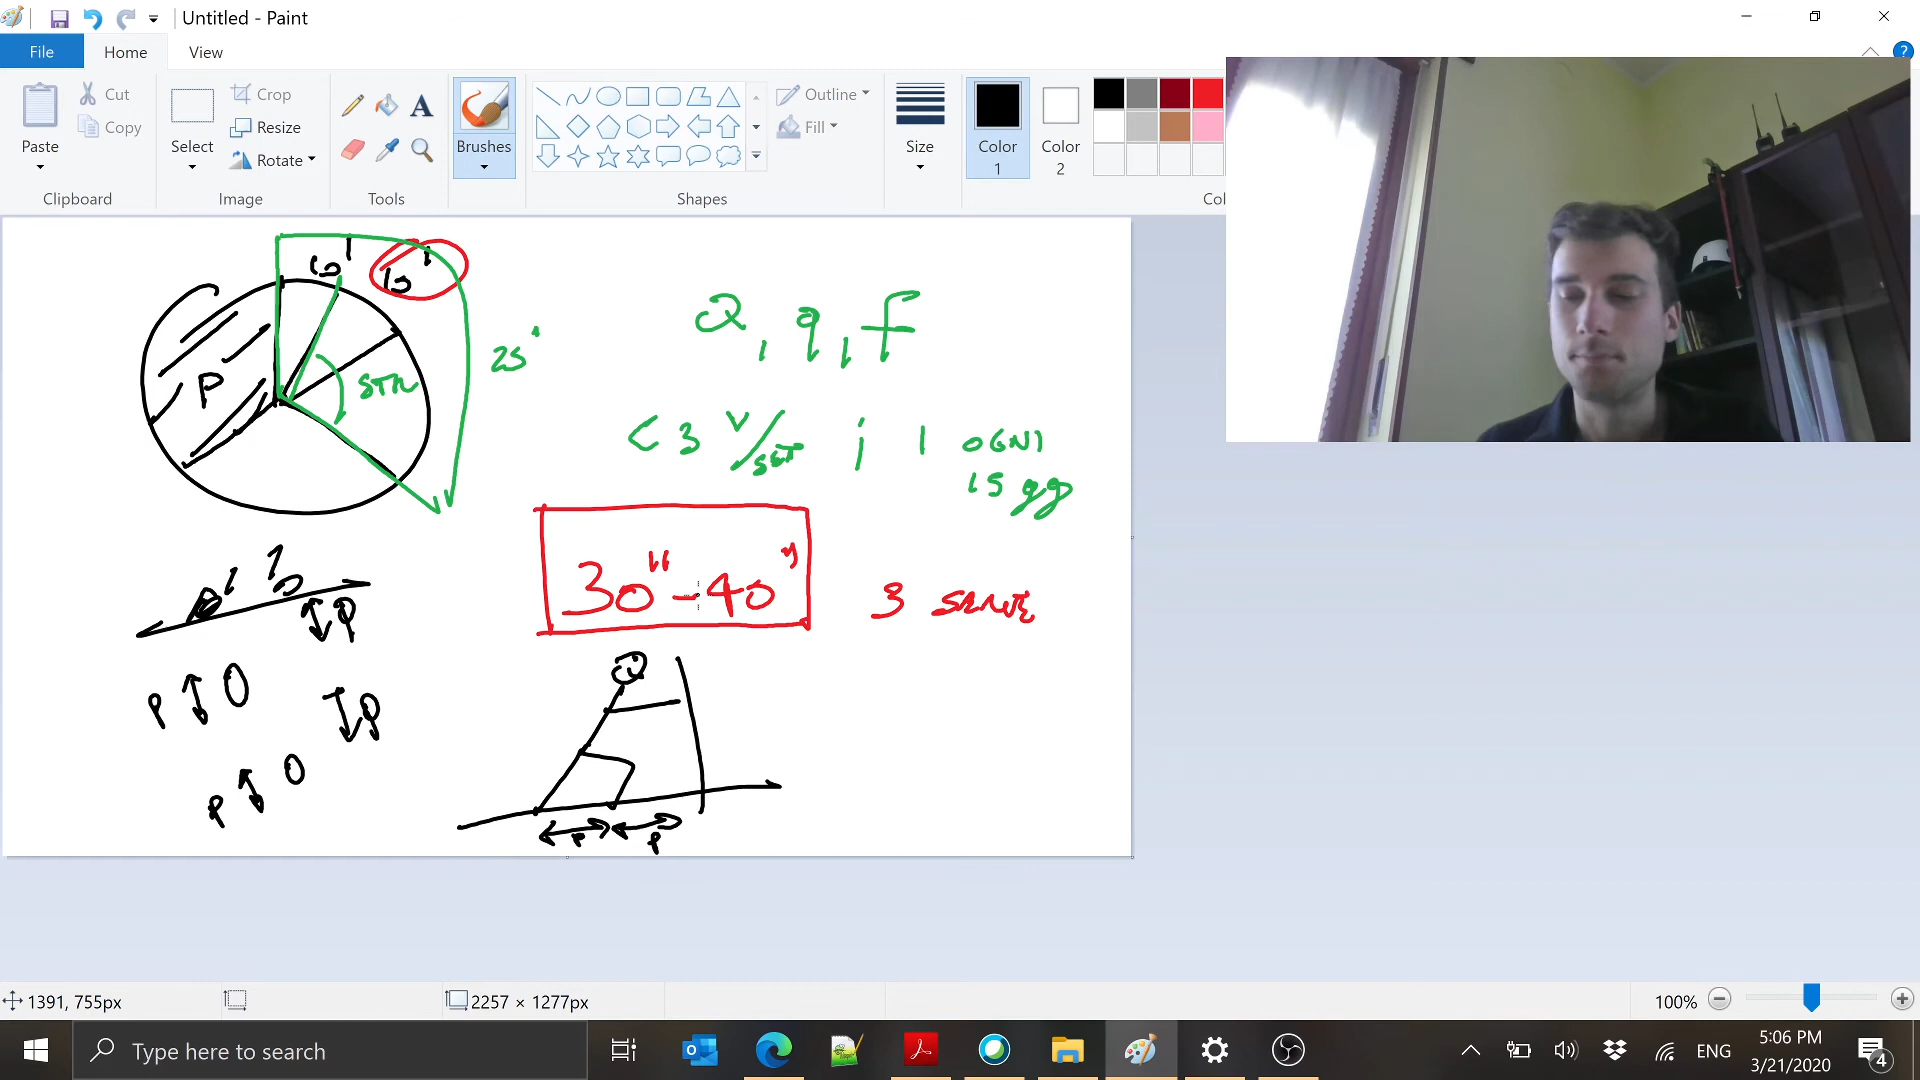 Untitled - Paint
File
Home
View
Paste
Cut
Copy
Clipboard
Select
Crop
Resize
Rotate
Image
A
Tools
Brushes
Shapes
Outline
Fill
Size
Color
1
Color
2
Col
10'
10'
25'
P
STR
Q, q, f
< 3 V/SET ; 1 OGNI
15 gg
30" - 40"
3 SERIE
P
P
P
P
P
P
1391, 755px
2257 × 1277px
100%
Type here to search
ENG
5:06 PM
3/21/2020
4